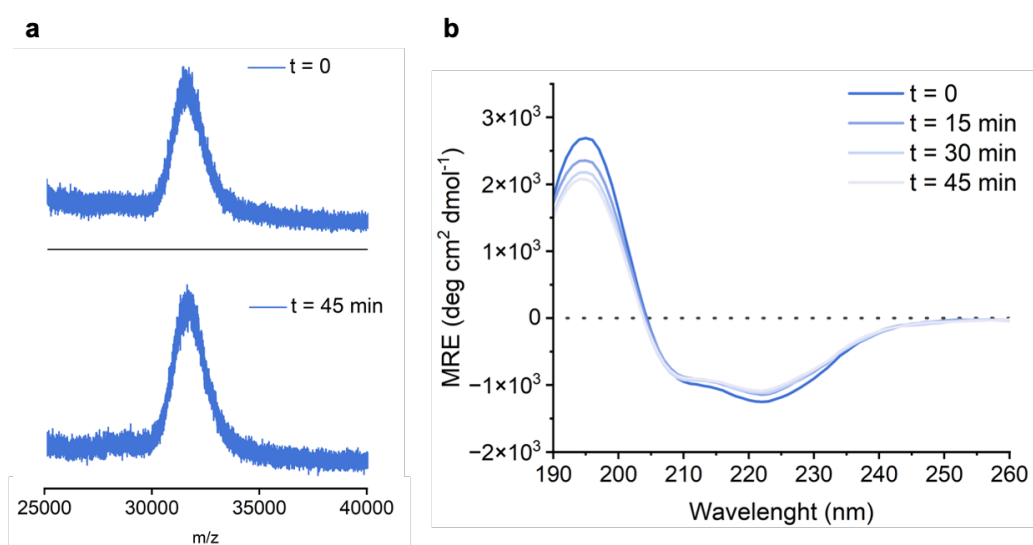 a
t = 0
t = 45 min
25000 30000 35000 40000
m/z
b
t = 0
t = 15 min
t = 30 min
t = 45 min
3×10³
2×10³
1×10³
0
−1×10³
−2×10³
MRE (deg cm² dmol⁻¹)
190 200 210 220 230 240 250 260
Wavelenght (nm)